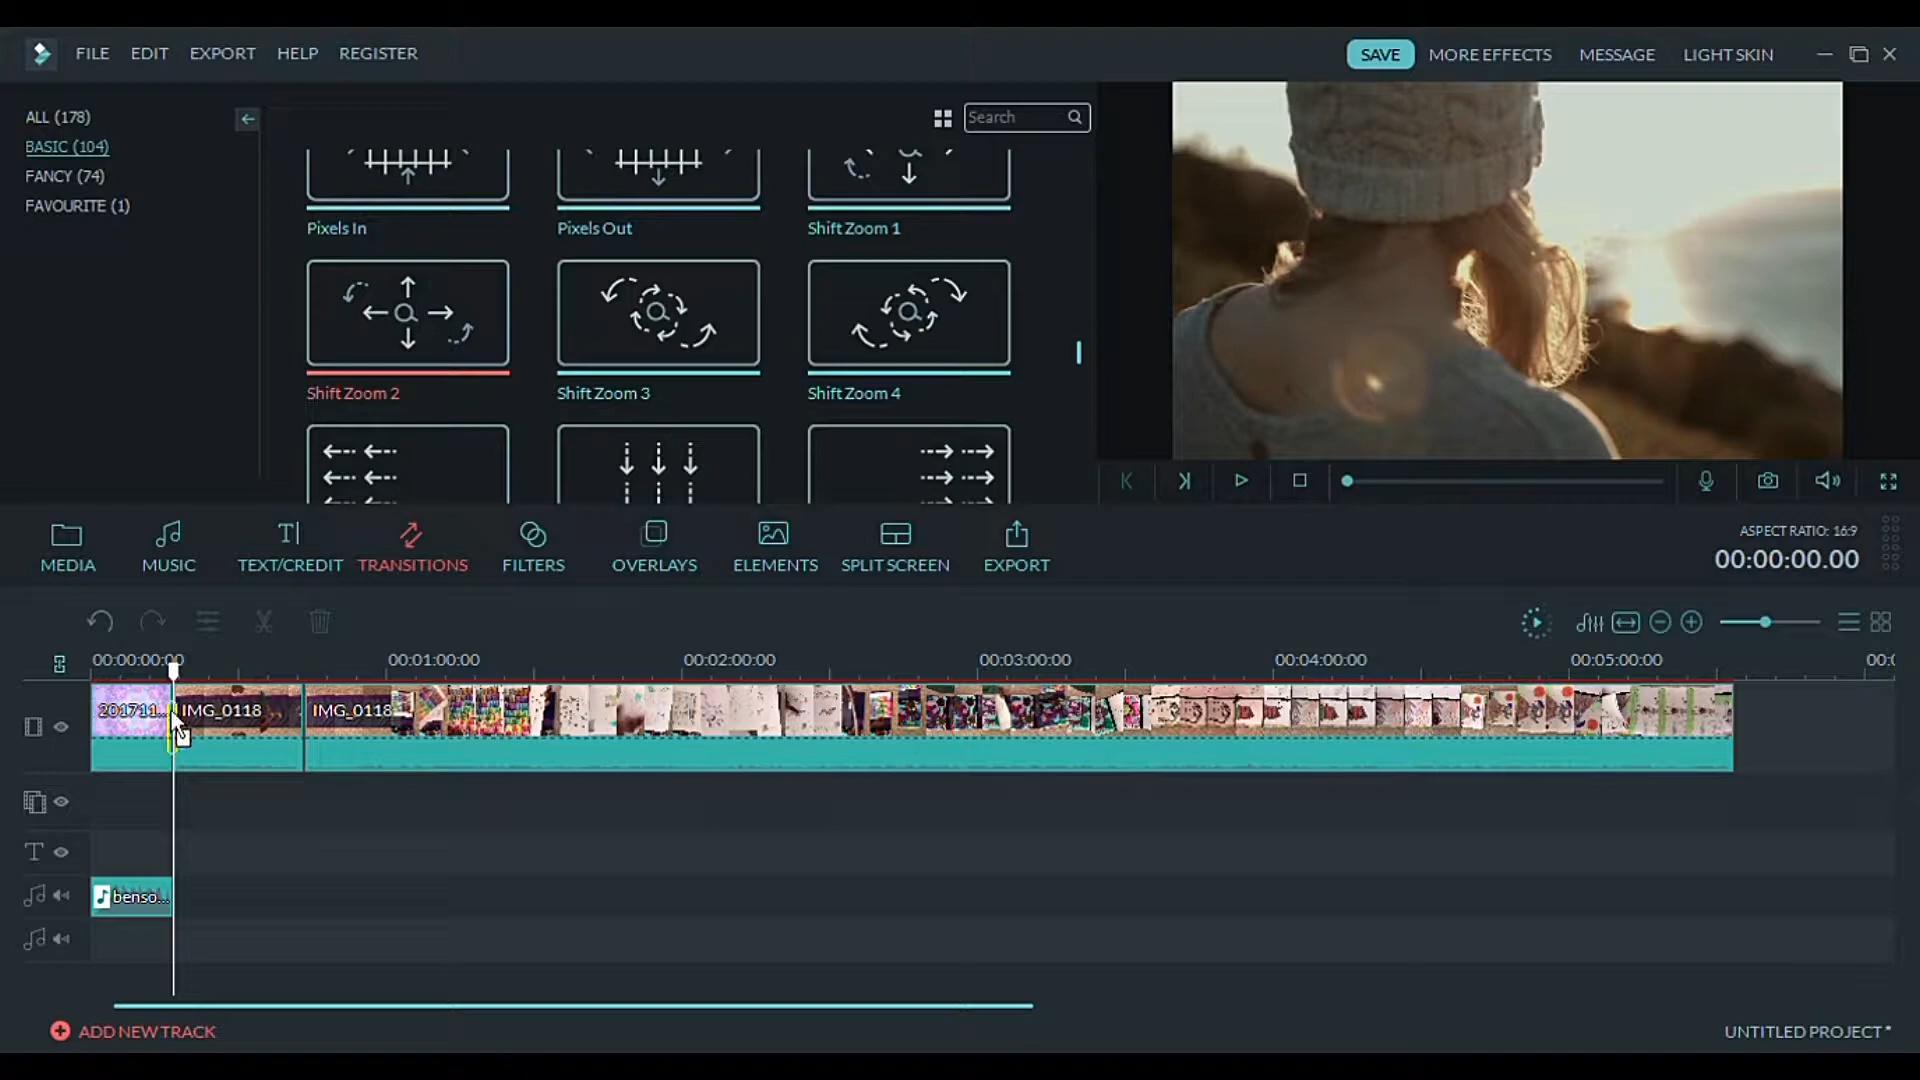 FILE EDIT EXPORT HELP REGISTER
SAVE MORE EFFECTS MESSAGE LIGHT SKIN
ALL (178)
BASIC (104)
FANCY (74)
FAVOURITE (1)
Search
Pixels In
Pixels Out
Shift Zoom 1
Shift Zoom 2
Shift Zoom 3
Shift Zoom 4
MEDIA
MUSIC
TEXT/CREDIT
TRANSITIONS
FILTERS
OVERLAYS
ELEMENTS
SPLIT SCREEN
EXPORT
ASPECT RATIO: 16:9
00:00:00.00
00:00:00:00 00:01:00:00 00:02:00:00 00:03:00:00 00:04:00:00 00:05:00:00 00:0
201711... IMG_0118 IMG_0118
benso...
ADD NEW TRACK
UNTITLED PROJECT*